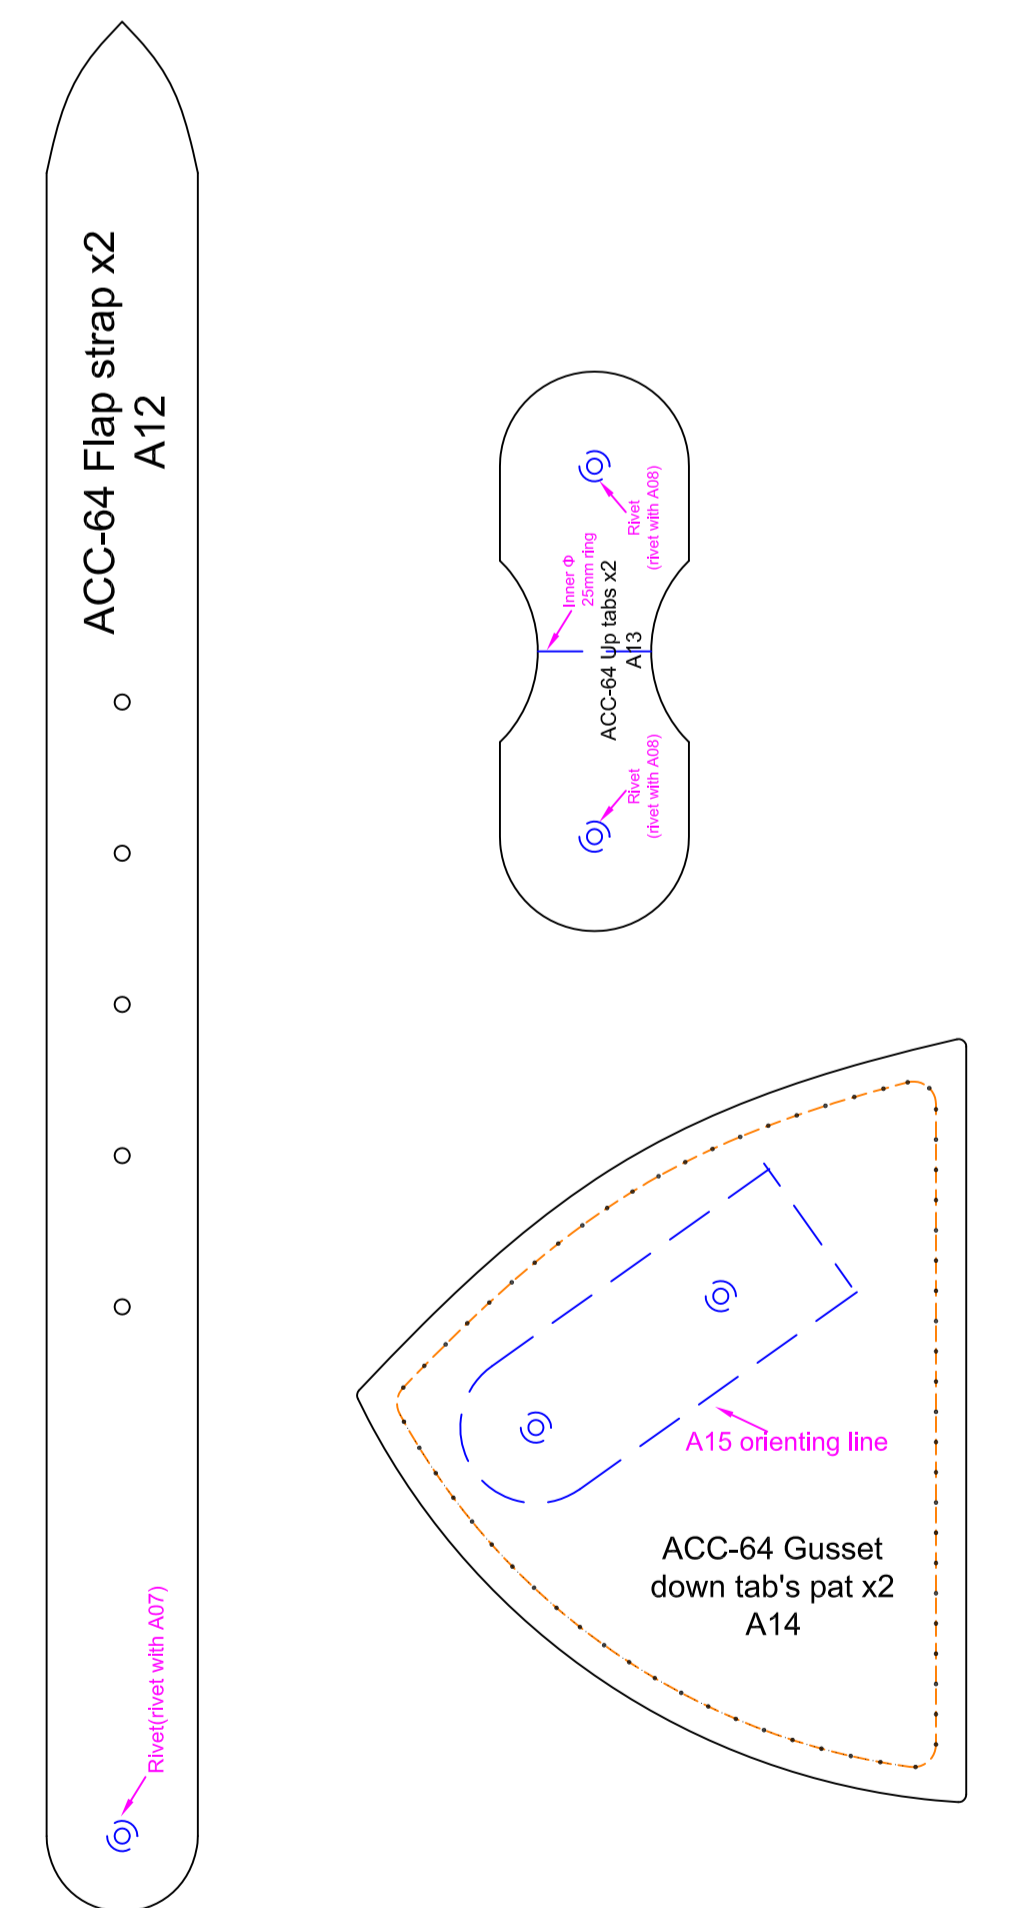 ACC-64 Flap strap x2
A12
Rivet(rivet with A07)
Rivet
(rivet with A08)
Inner Φ
25mm ring
ACC-64 Up tabs x2
A13
Rivet
(rivet with A08)
A15 orienting line
ACC-64 Gusset
down tab's pat x2
A14